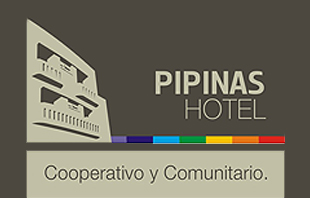 PIPINAS
HOTEL
Cooperativo y Comunitario.